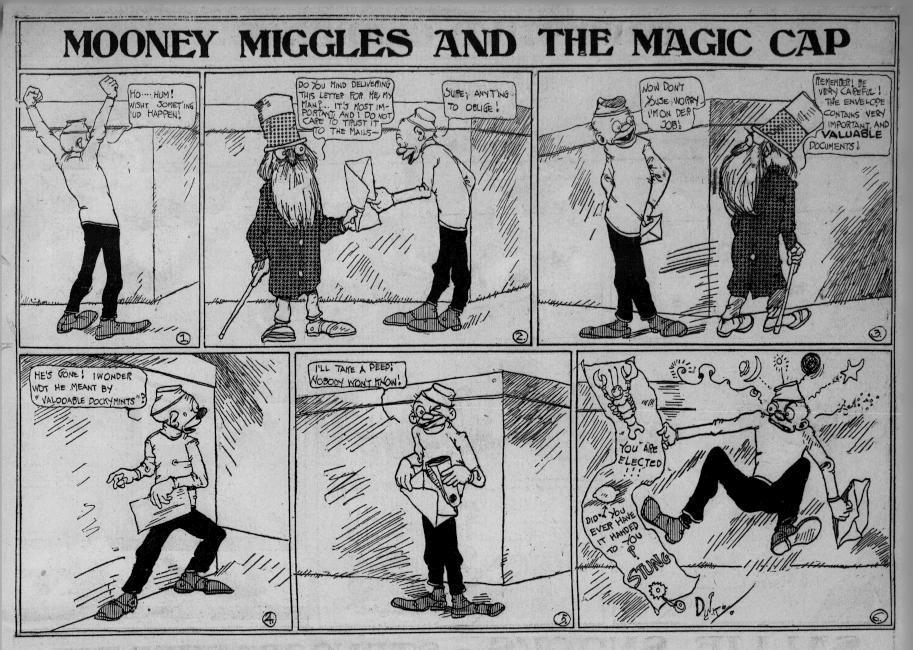 MOONEY MIGGLES AND THE MAGIC CAP
HO....HUM!
WISHT SOMETING
UD HAPPEN!
1
DO YOU MIND DELIVERING
THIS LETTER FOR ME, MY
MAN?... IT'S MOST IM-
PORTANT, AND I DO NOT
CARE TO TRUST IT
TO THE MAILS—
SURE; ANYTING
TO OBLIGE!
2
NOW DON'T
YOUSE WORRY
I'M ON DER
JOB!
REMEMBER! BE
VERY CAREFUL!
THE ENVELOPE
CONTAINS VERY
IMPORTANT, AND
VALUABLE
DOCUMENTS!
3
HE'S GONE! I WONDER
WOT HE MEANT BY
"VALOOABLE DOCKYMINTS"?
4
I'LL TAKE A PEEP!
NOBODY WON'T KNOW!
5
YOU ARE
ELECTED
!!!
DID YOU
EVER HAVE
IT HANDED
TO YOU
?
STUNG
6